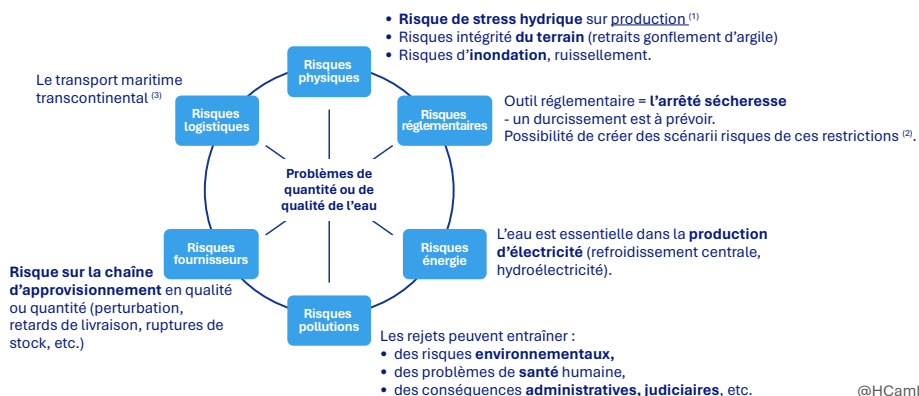 • Risque de stress hydrique sur production (1)
• Risques intégrité du terrain (retraits gonflement d'argile)
• Risques d'inondation, ruissellement.
Risques
physiques
Le transport maritime
transcontinental (3)
Risques
logistiques
Risques
réglementaires
Outil réglementaire = l'arrêté sécheresse
- un durcissement est à prévoir.
Possibilité de créer des scénarii risques de ces restrictions (2).
Problèmes de
quantité ou de
qualité de l'eau
Risques
fournisseurs
Risques
énergie
L'eau est essentielle dans la production
d'électricité (refroidissement centrale,
hydroélectricité).
Risque sur la chaîne
d'approvisionnement en qualité
ou quantité (perturbation,
retards de livraison, ruptures de
stock, etc.)
Risques
pollutions
Les rejets peuvent entraîner :
• des risques environnementaux,
• des problèmes de santé humaine,
• des conséquences administratives, judiciaires, etc.